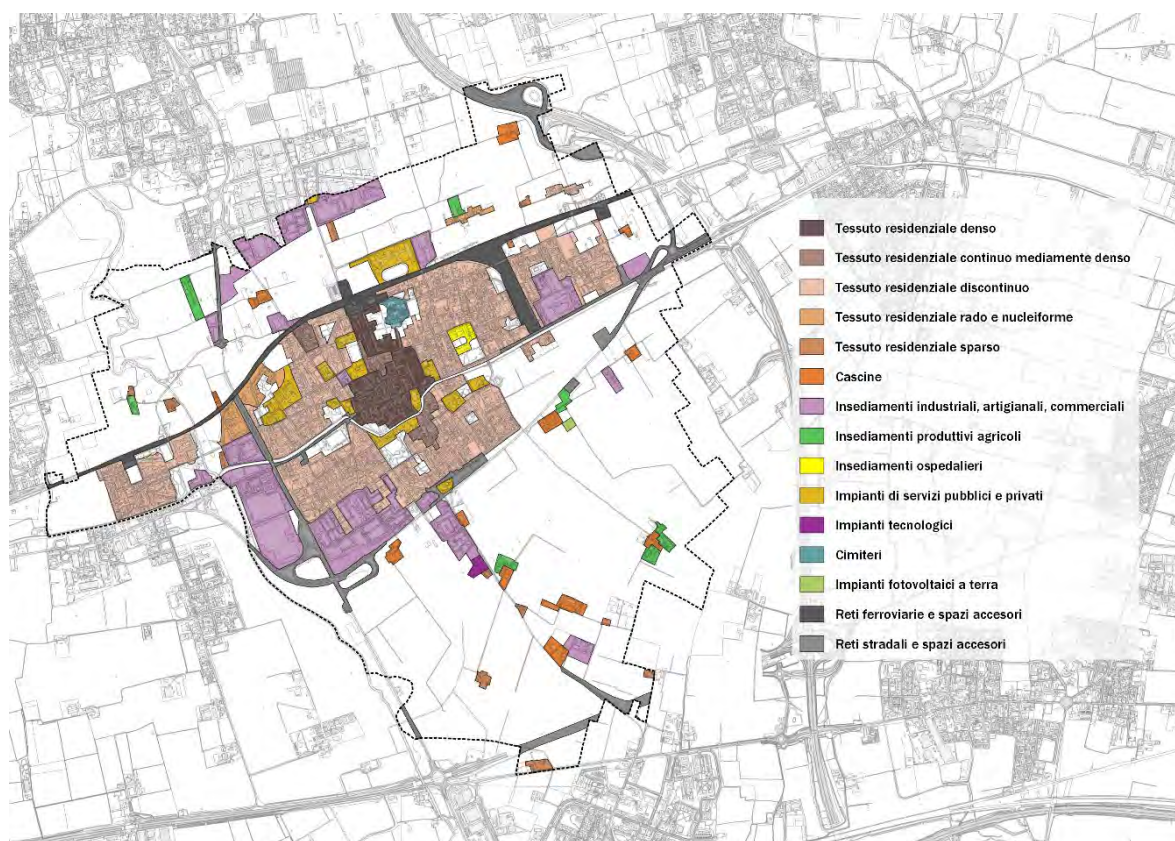 Tessuto residenziale denso
Tessuto residenziale continuo mediamente denso
Tessuto residenziale discontinuo
Tessuto residenziale rado e nucleiforme
Tessuto residenziale sparso
Cascine
Insediamenti industriali, artigianali, commerciali
Insediamenti produttivi agricoli
Insediamenti ospedalieri
Impianti di servizi pubblici e privati
Impianti tecnologici
Cimiteri
Impianti fotovoltaici a terra
Reti ferroviarie e spazi accesori
Reti stradali e spazi accesori